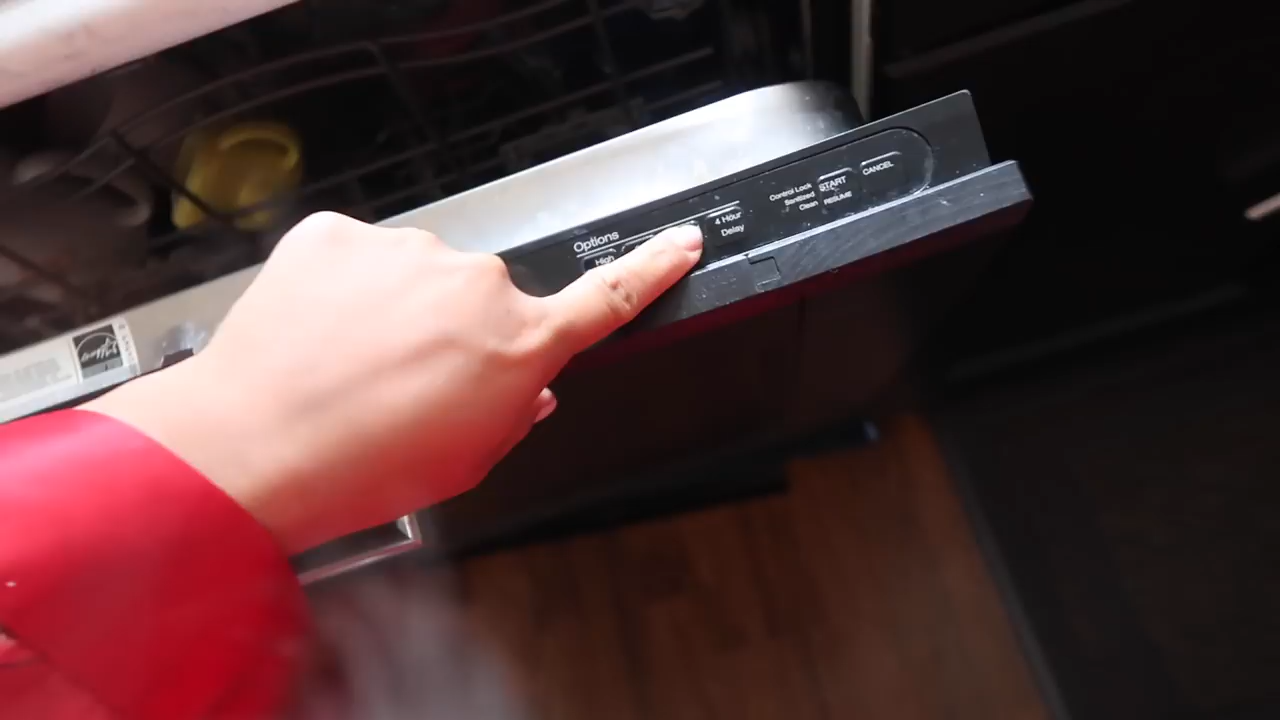 Options
High
4 Hour
Delay
Control Lock
Sanitized
Clean
START
RESUME
CANCEL